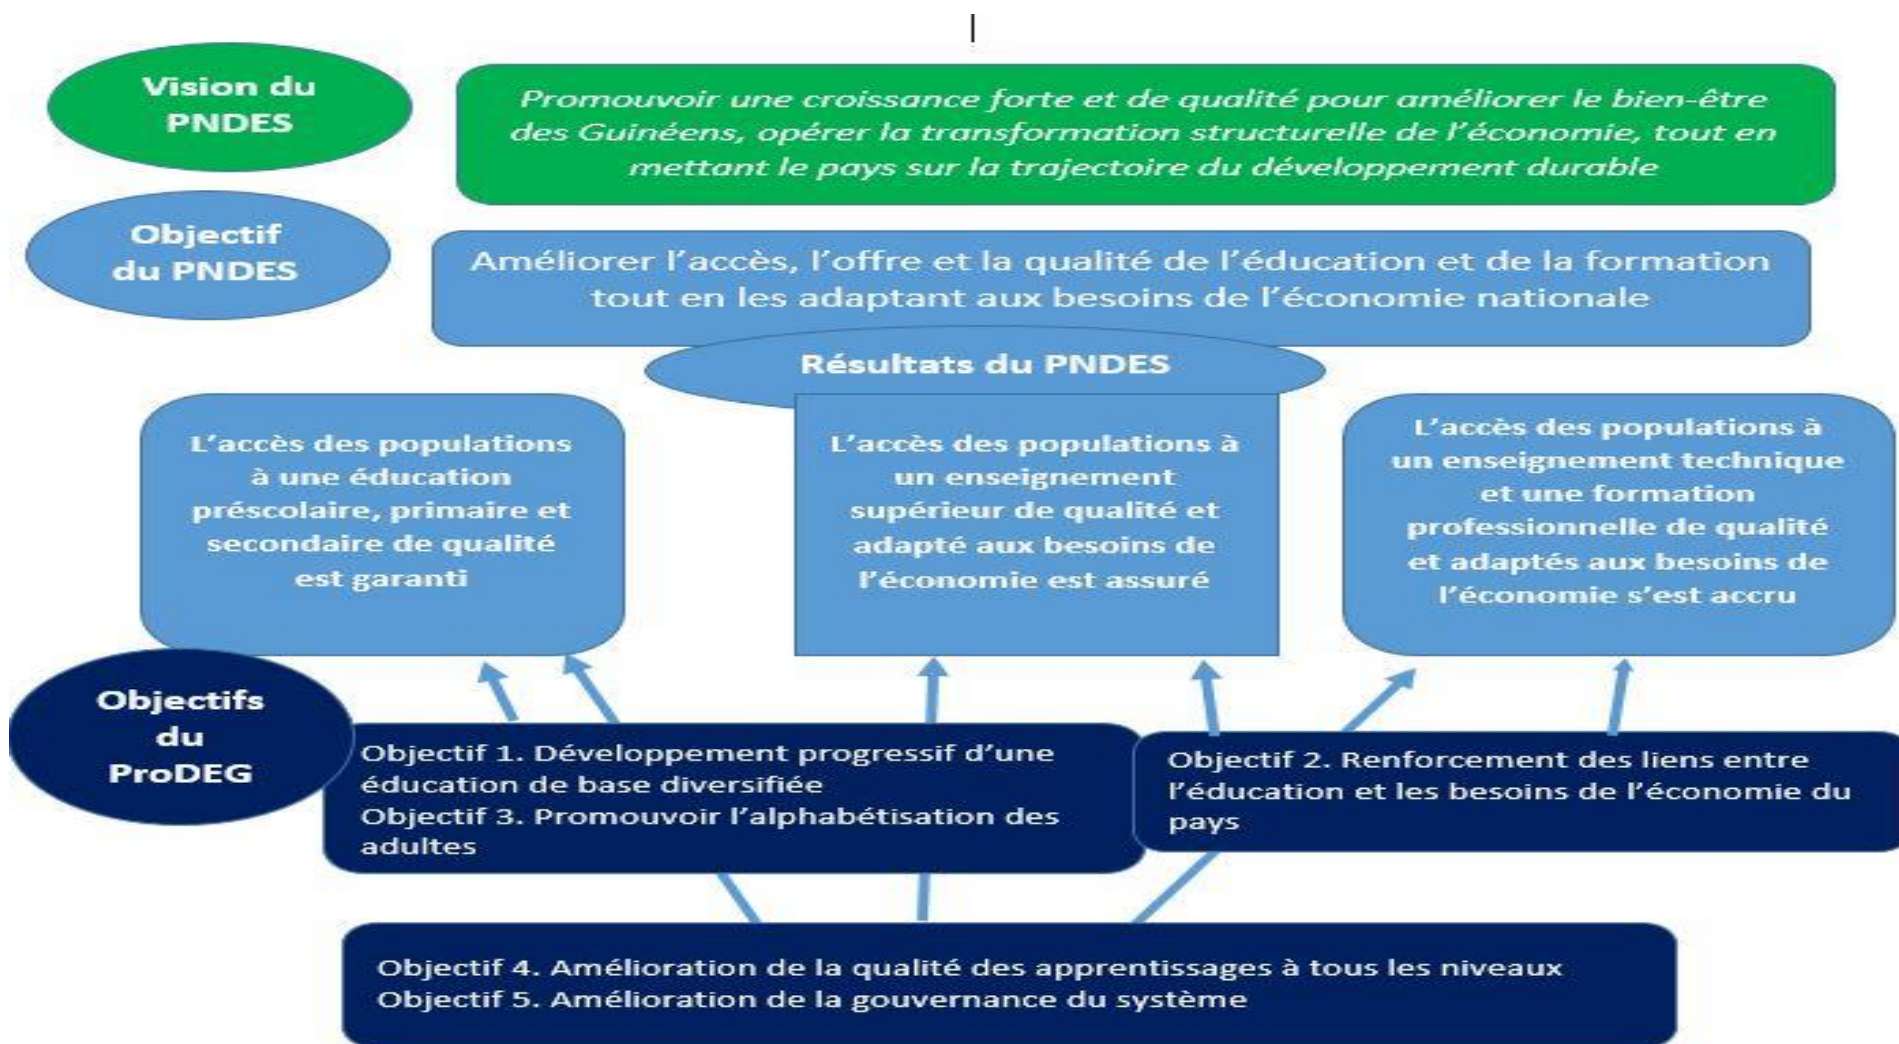 Vision du
PNDES
Promouvoir une croissance forte et de qualité pour améliorer le bien-être
des Guinéens, opérer la transformation structurelle de l'économie, tout en
mettant le pays sur la trajectoire du développement durable
Objectif
du PNDES
Améliorer l'accès, l'offre et la qualité de l'éducation et de la formation
tout en les adaptant aux besoins de l'économie nationale
Résultats du PNDES
L'accès des populations
à une éducation
préscolaire, primaire et
secondaire de qualité
est garanti
L'accès des populations à
un enseignement
supérieur de qualité et
adapté aux besoins de
l'économie est assuré
L'accès des populations à
un enseignement technique
et une formation
professionnelle de qualité
et adaptés aux besoins de
l'économie s'est accru
Objectifs
du
ProDEG
Objectif 1. Développement progressif d'une
éducation de base diversifiée
Objectif 3. Promouvoir l'alphabétisation des
adultes
Objectif 2. Renforcement des liens entre
l'éducation et les besoins de l'économie du
pays
Objectif 4. Amélioration de la qualité des apprentissages à tous les niveaux
Objectif 5. Amélioration de la gouvernance du système